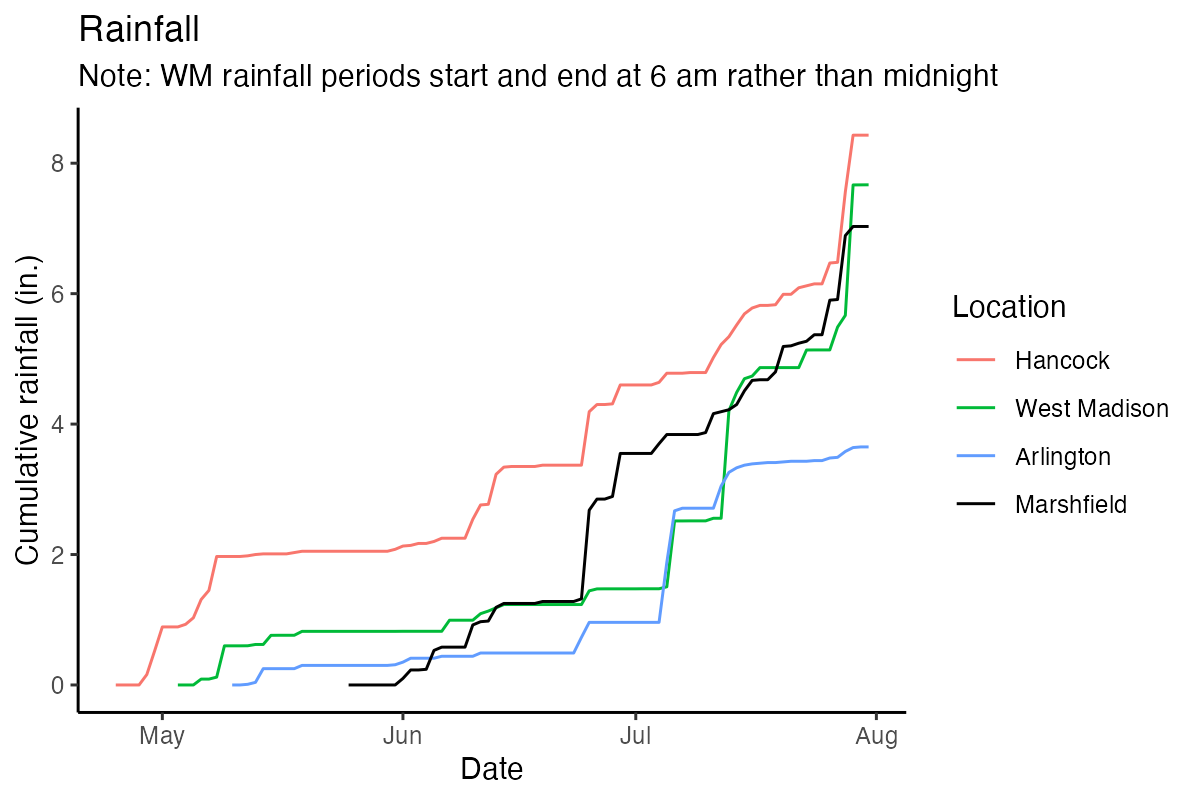 Rainfall
Note: WM rainfall periods start and end at 6 am rather than midnight
Cumulative rainfall (in.)
8
6
4
2
0
May
Jun
Jul
Aug
Date
Location
Hancock
West Madison
Arlington
Marshfield